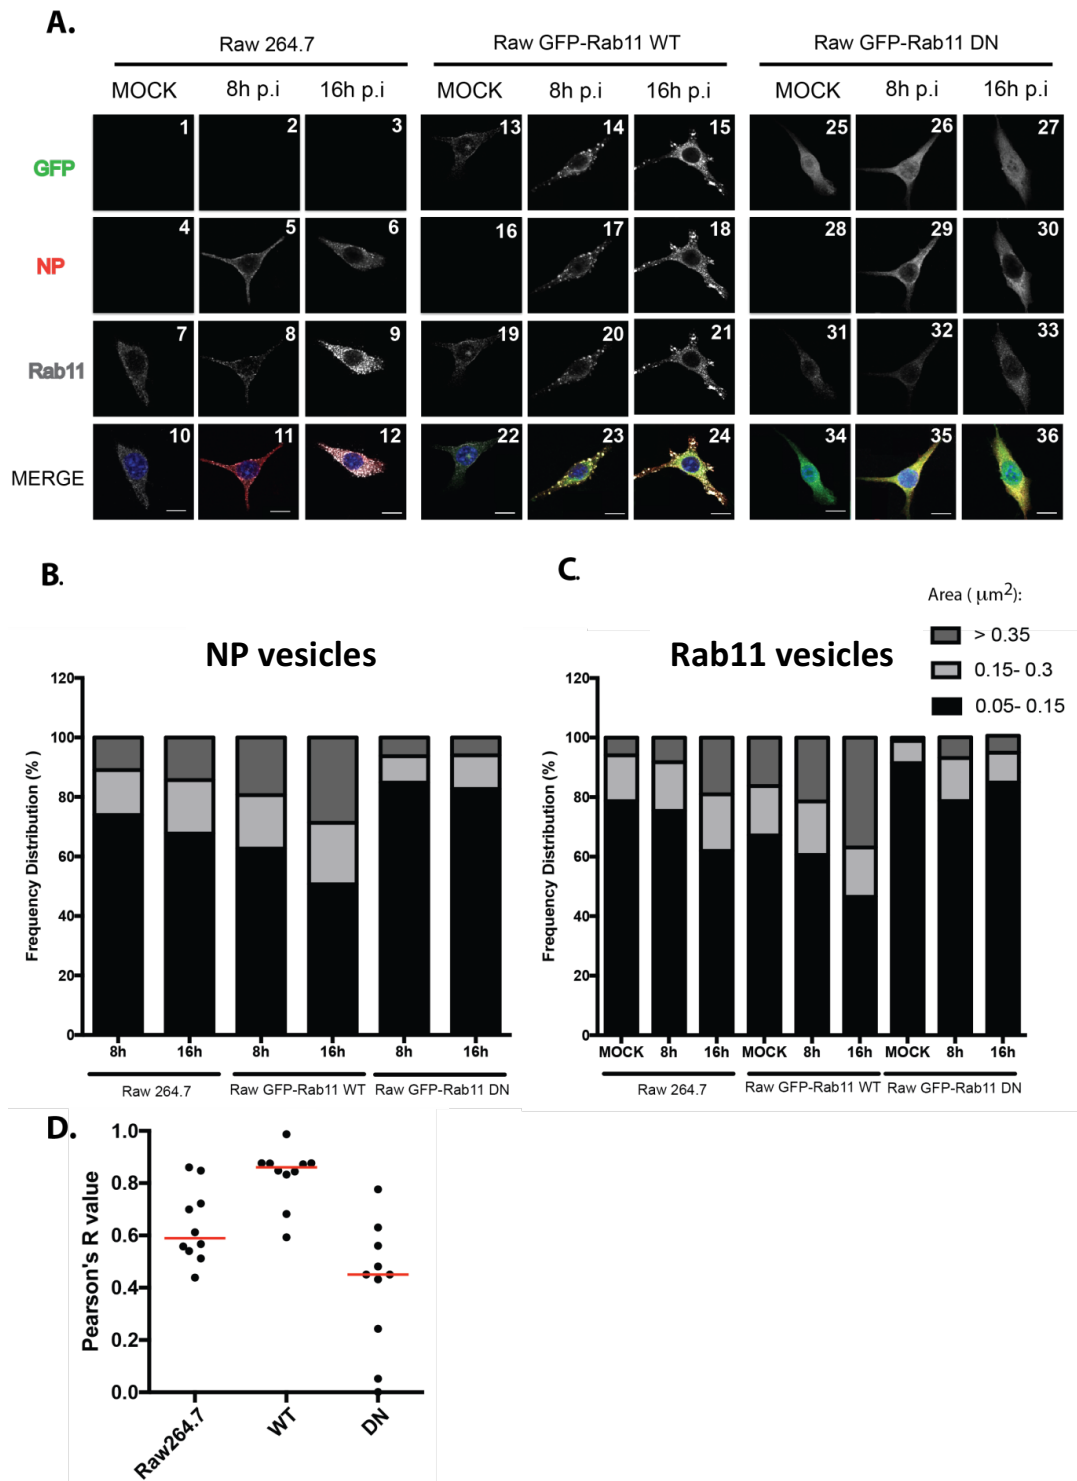 A.
Raw 264.7 Raw GFP-Rab11 WT Raw GFP-Rab11 DN
MOCK 8h p.i 16h p.i MOCK 8h p.i 16h p.i MOCK 8h p.i 16h p.i
GFP 1 2 3 13 14 15 25 26 27
NP 4 5 6 16 17 18 28 29 30
Rab11 7 8 9 19 20 21 31 32 33
MERGE 10 11 12 22 23 24 34 35 36
B.
NP vesicles
Frequency Distribution (%)
120
100
80
60
40
20
0
8h 16h 8h 16h 8h 16h
Raw 264.7 Raw GFP-Rab11 WT Raw GFP-Rab11 DN
C.
Area ( μm²):
> 0.35
0.15- 0.3
0.05- 0.15
Rab11 vesicles
Frequency Distribution (%)
120
100
80
60
40
20
0
MOCK 8h 16h MOCK 8h 16h MOCK 8h 16h
Raw 264.7 Raw GFP-Rab11 WT Raw GFP-Rab11 DN
D.
Pearson's R value
1.0
0.8
0.6
0.4
0.2
0.0
Raw264.7 WT DN